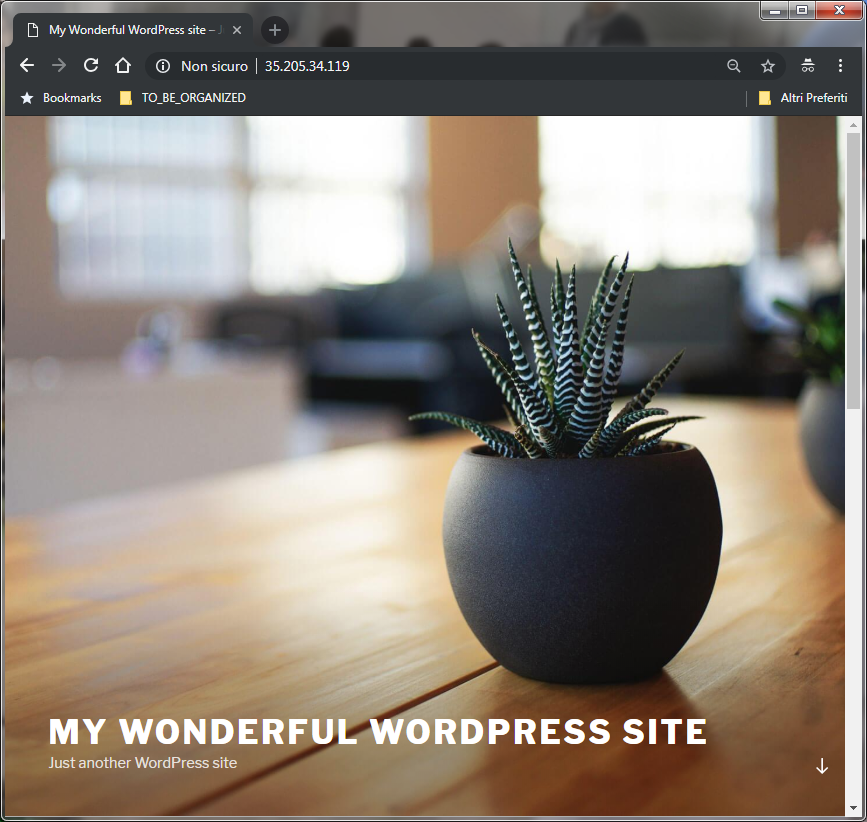 My Wonderful WordPress site –
Non sicuro 35.205.34.119
Bookmarks TO_BE_ORGANIZED Altri Preferiti
MY WONDERFUL WORDPRESS SITE
Just another WordPress site